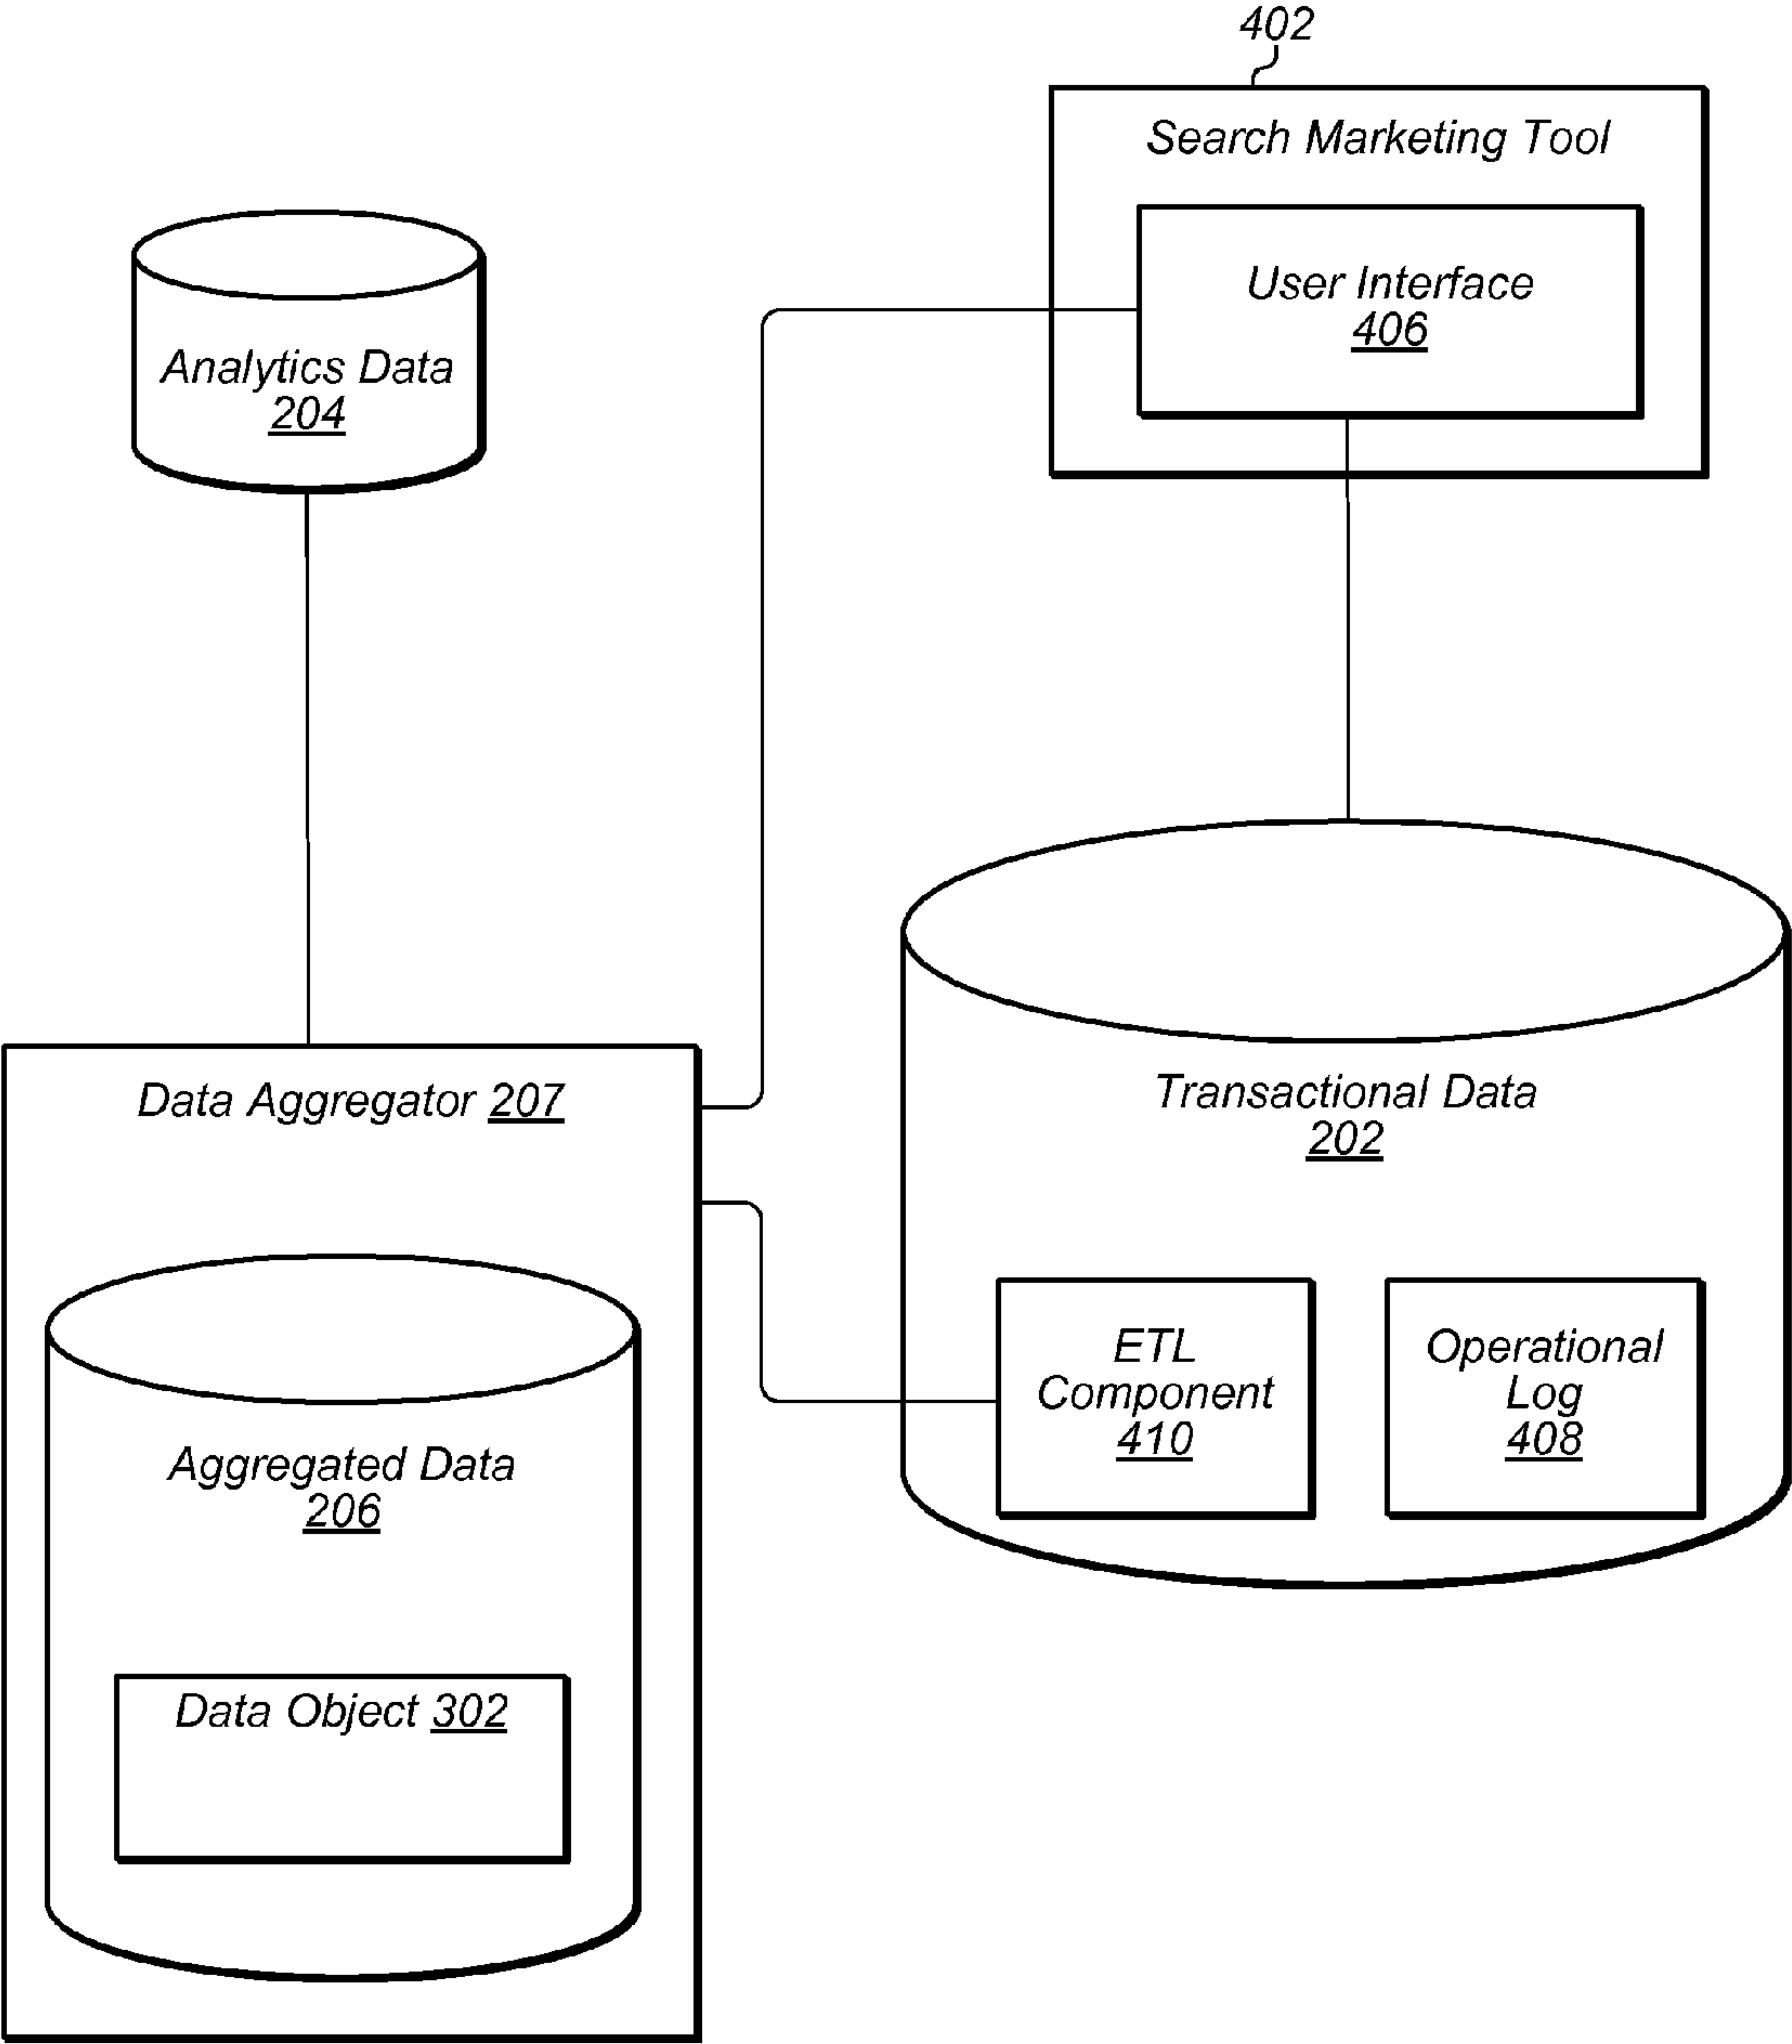 402
Search Marketing Tool
User Interface
406
Analytics Data
204
Data Aggregator 207
Transactional Data
202
ETL
Component
410
Operational
Log
408
Aggregated Data
206
Data Object 302